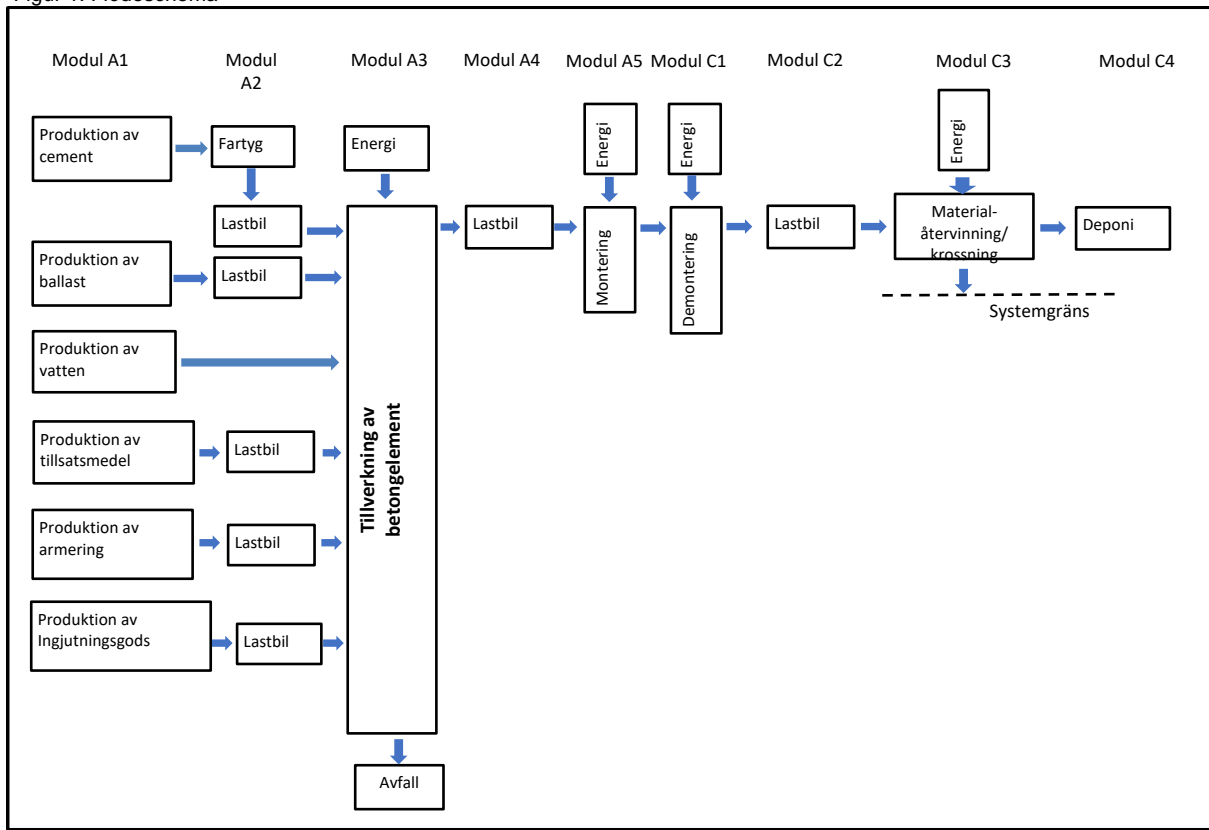 Modul A1
Modul
A2
Modul A3
Modul A4
Modul A5
Modul C1
Modul C2
Modul C3
Modul C4
Produktion av
cement
Fartyg
Energi
Energi
Energi
Energi
Lastbil
Lastbil
Montering
Demontering
Lastbil
Material-
återvinning/
krossning
Deponi
Systemgräns
Produktion av
ballast
Lastbil
Produktion av
vatten
Tillverkning av
betongelement
Produktion av
tillsatsmedel
Lastbil
Produktion av
armering
Lastbil
Produktion av
Ingjutningsgods
Lastbil
Avfall